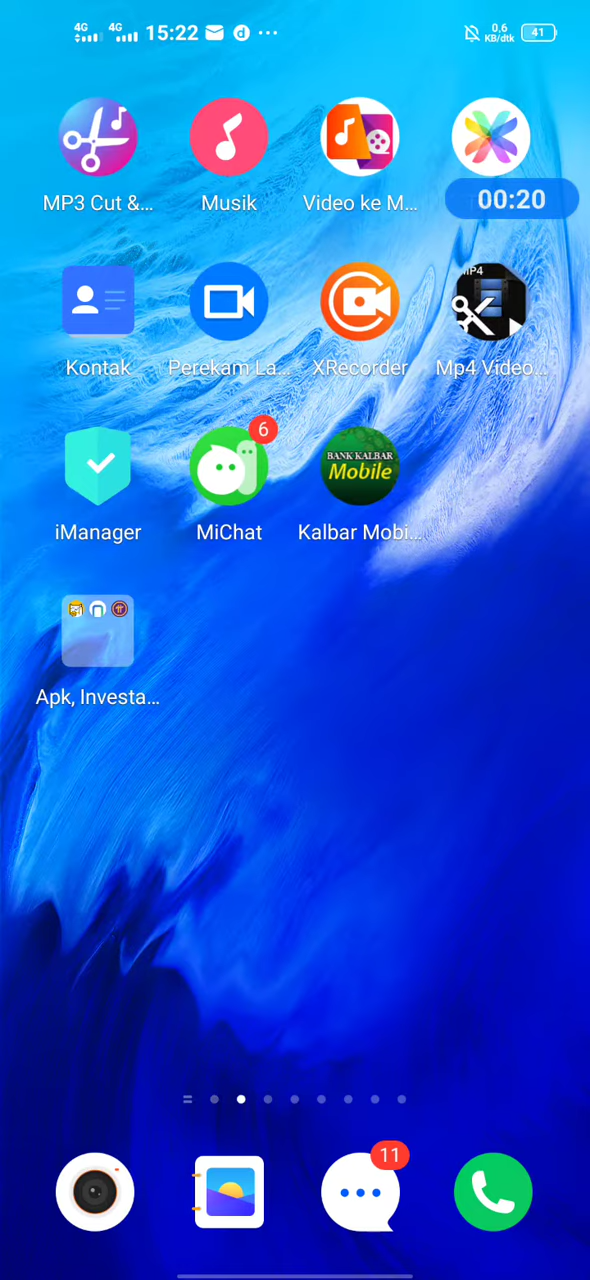 4G 4G 15:22 0,6 KB/dtk 41
MP3 Cut &... Musik Video ke M...
00:20
MP4
Kontak Perekam La... XRecorder Mp4 Video...
6
BANK KALBAR
Mobile
iManager MiChat Kalbar Mobi...
Apk, Investa...
11